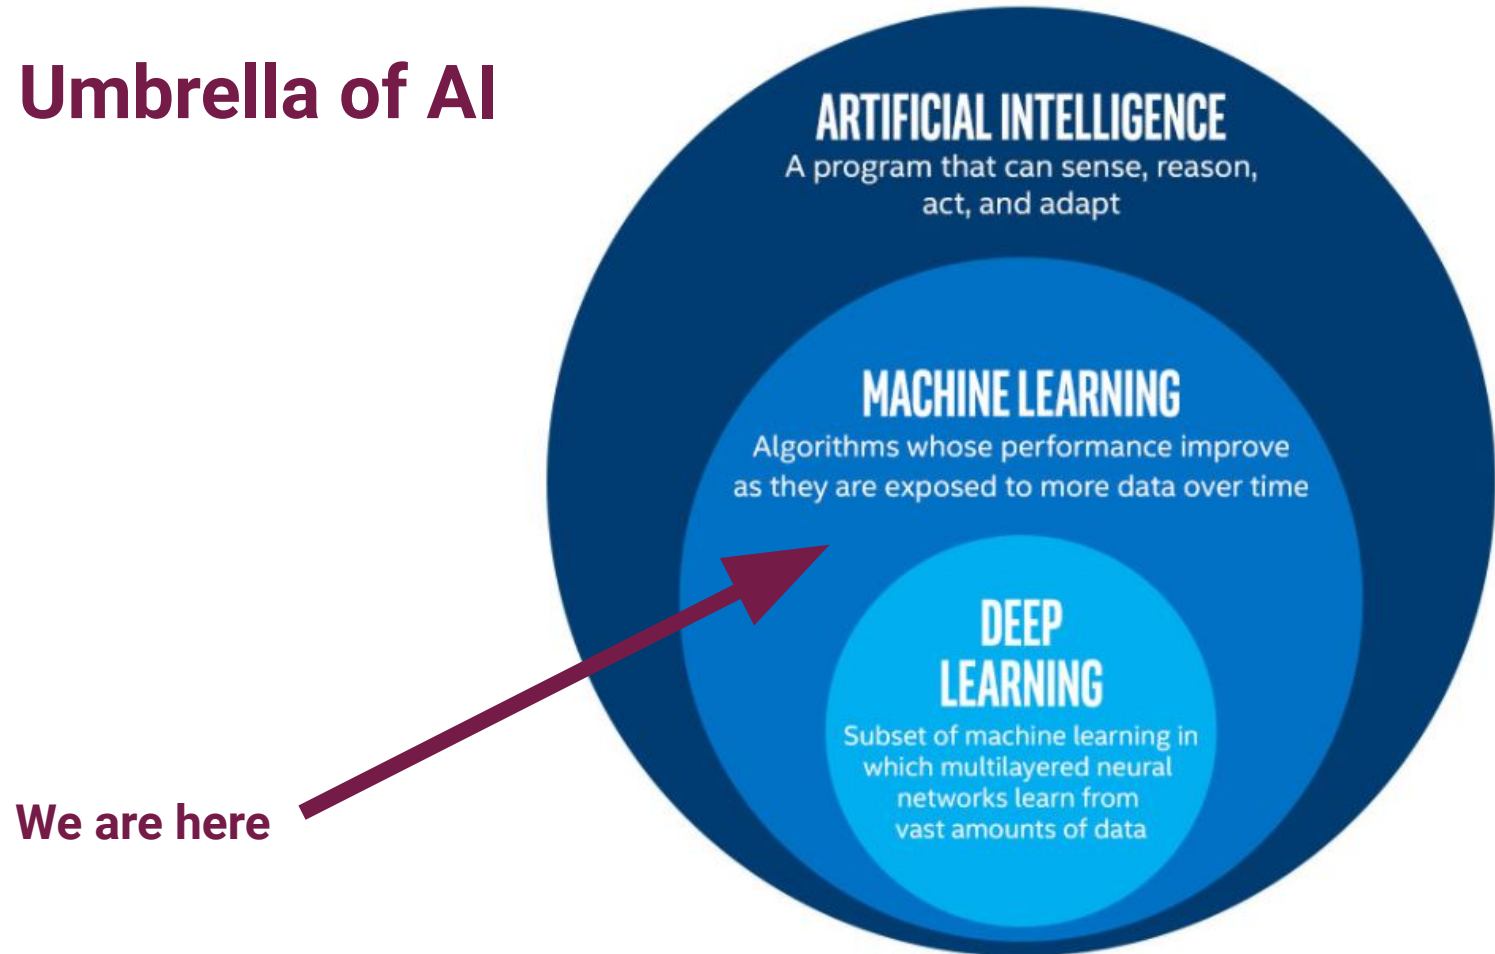 Umbrella of AI
ARTIFICIAL INTELLIGENCE
A program that can sense, reason,
act, and adapt
MACHINE LEARNING
Algorithms whose performance improve
as they are exposed to more data over time
DEEP
LEARNING
Subset of machine learning in
which multilayered neural
networks learn from
vast amounts of data
We are here